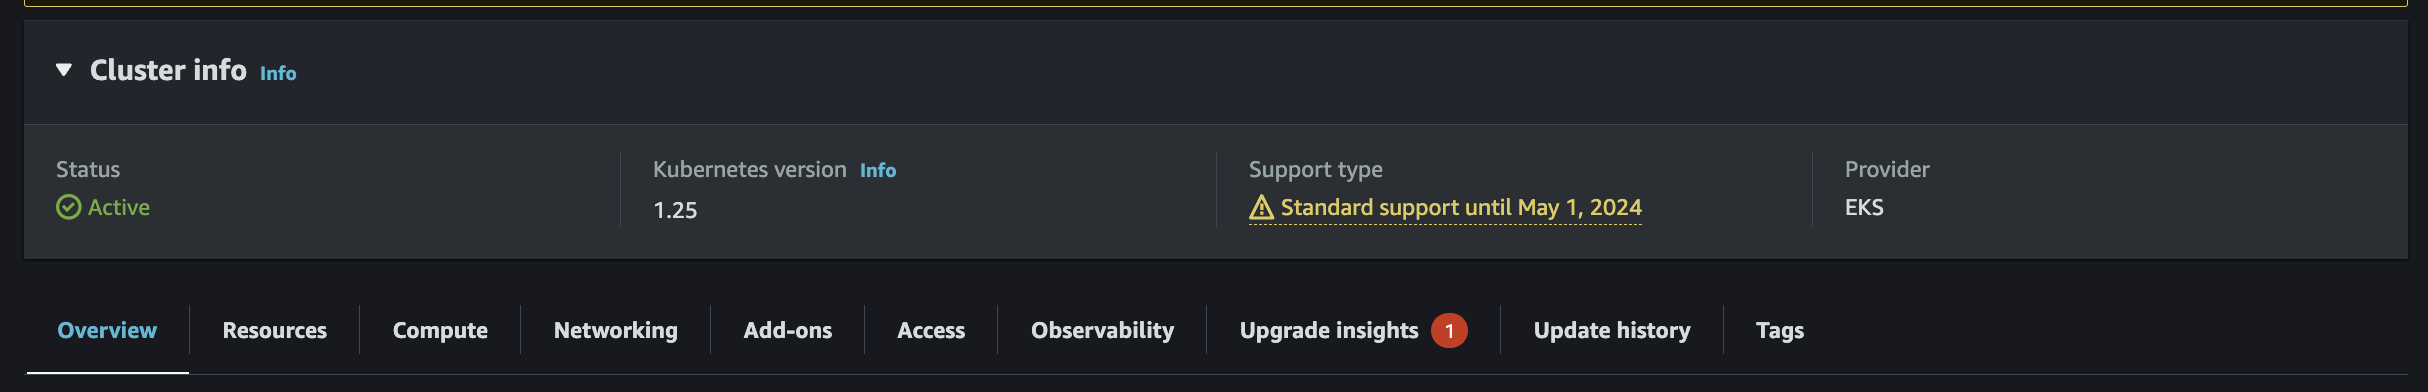 Cluster info Info
Status
Active
Kubernetes version Info
1.25
Support type
Standard support until May 1, 2024
Provider
EKS
Overview Resources Compute Networking Add-ons Access Observability Upgrade insights 1 Update history Tags